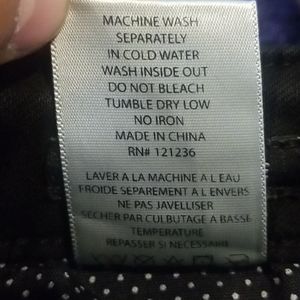 MACHINE WASH
SEPARATELY
IN COLD WATER
WASH INSIDE OUT
DO NOT BLEACH
TUMBLE DRY LOW
NO IRON
MADE IN CHINA
RN# 121236
LAVER A LA MACHINE A L EAU
FROIDE SEPAREMENT A L ENVERS
NE PAS JAVELLISER
SECHER PAR CULBUTAGE A BASSE
TEMPERATURE
REPASSER SI NECESSAIRE